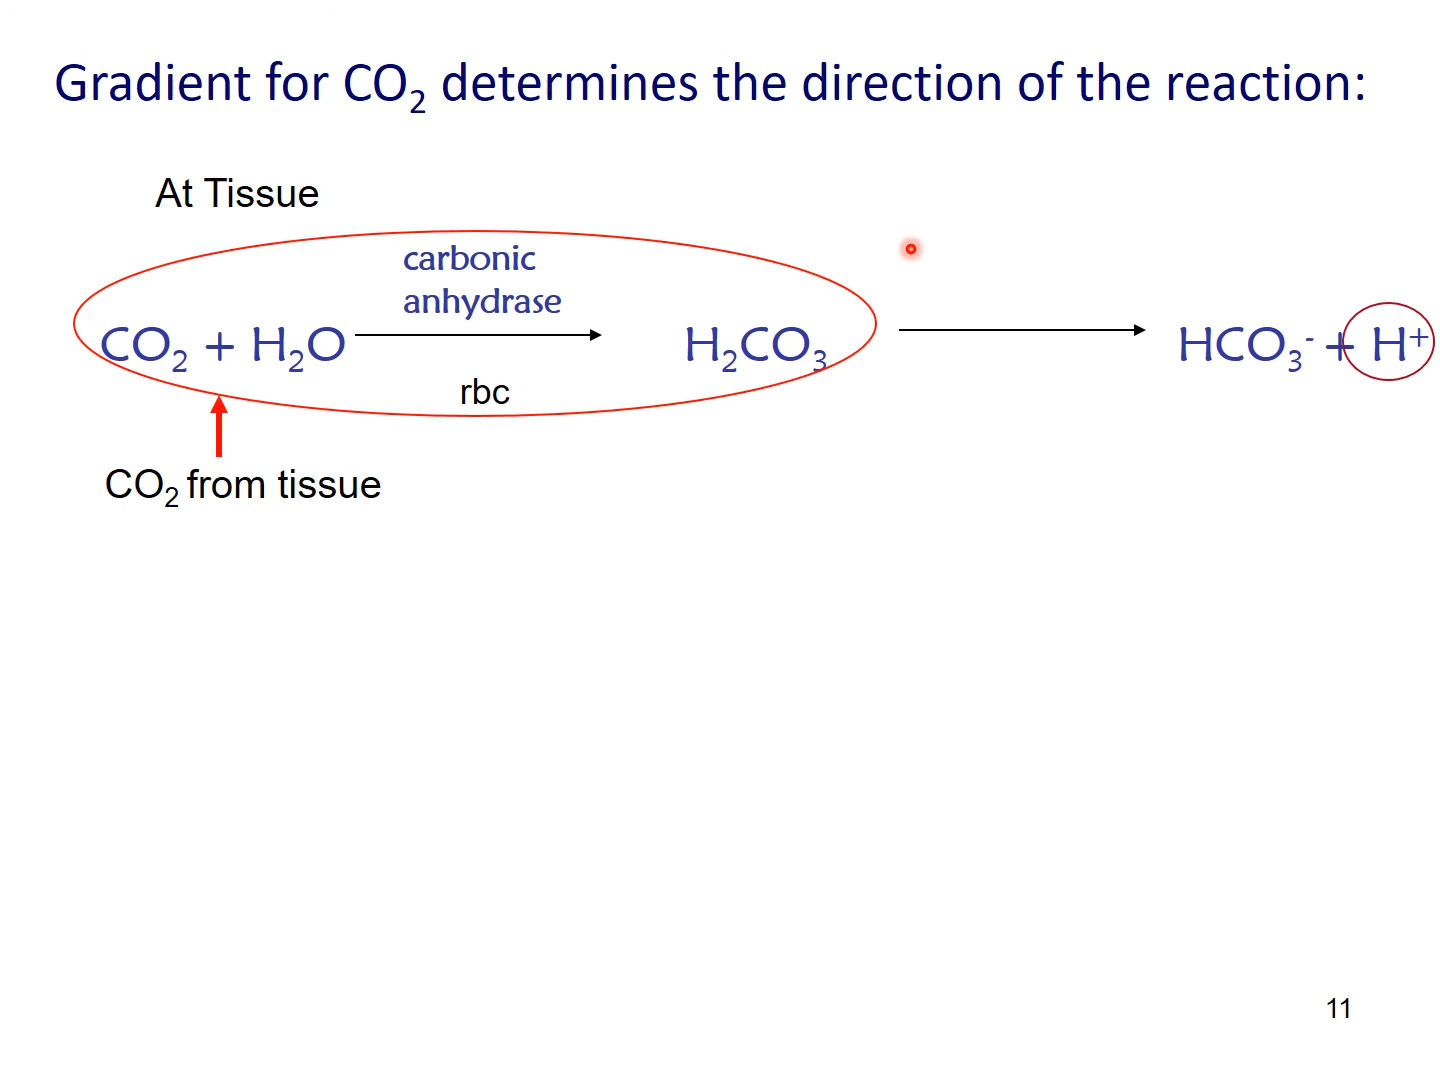 Gradient for CO₂ determines the direction of the reaction:
At Tissue
carbonic
anhydrase
CO₂ + H₂O H₂CO₃ HCO₃⁻ + H⁺
rbc
CO₂ from tissue
11